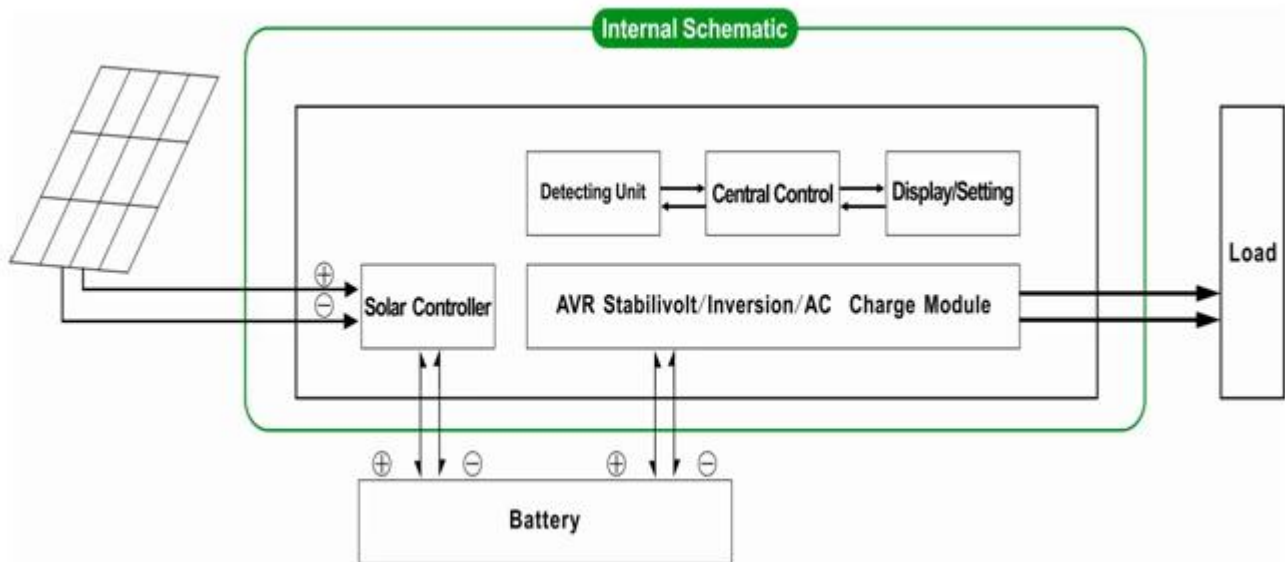 Internal Schematic
Detecting Unit
Central Control
Display/Setting
Load
⊕
⊖
Solar Controller
AVR Stabilivolt/Inversion/AC Charge Module
⊕ ⊖ ⊕ ⊖
Battery